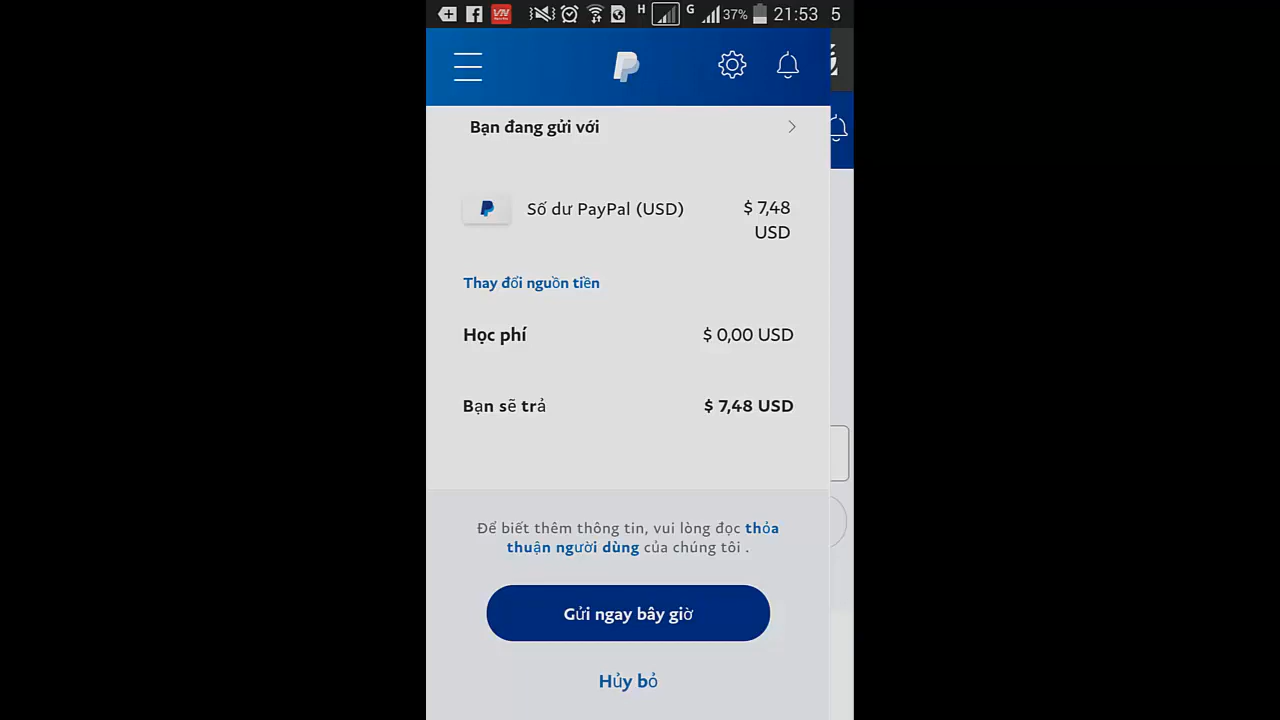 H G 37% 21:53 5
Bạn đang gửi với
Số dư PayPal (USD) $ 7,48
USD
Thay đổi nguồn tiền
Học phí $ 0,00 USD
Bạn sẽ trả $ 7,48 USD
Để biết thêm thông tin, vui lòng đọc thỏa
thuận người dùng của chúng tôi .
Gửi ngay bây giờ
Hủy bỏ